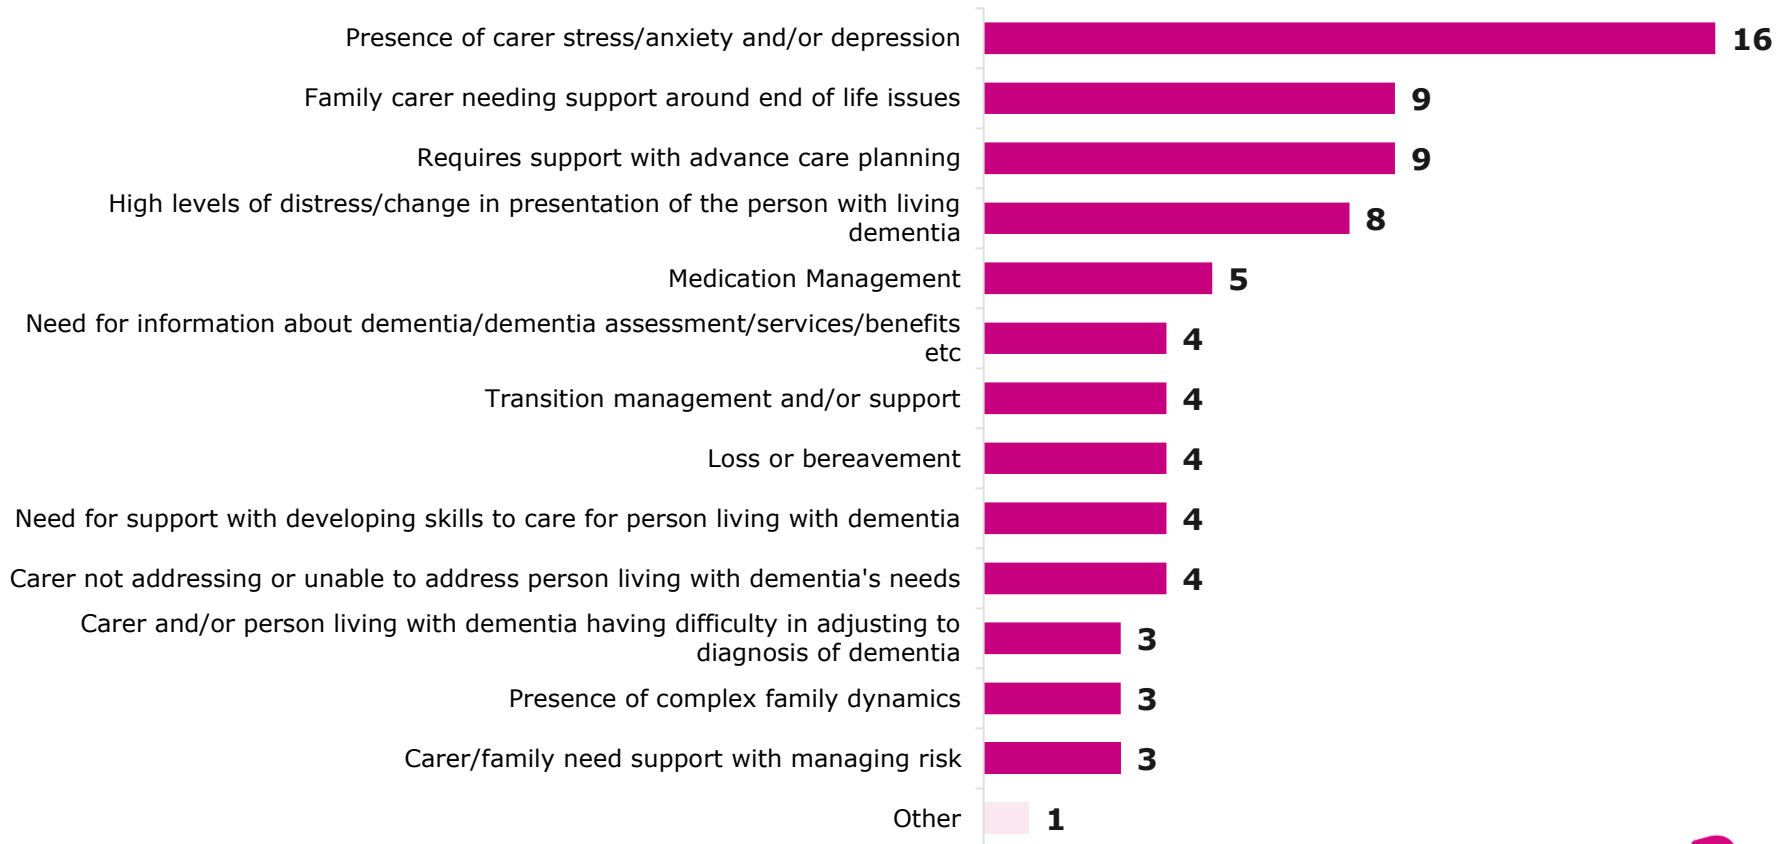 Presence of carer stress/anxiety and/or depression 16
Family carer needing support around end of life issues 9
Requires support with advance care planning 9
High levels of distress/change in presentation of the person with living
dementia 8
Medication Management 5
Need for information about dementia/dementia assessment/services/benefits
etc 4
Transition management and/or support 4
Loss or bereavement 4
Need for support with developing skills to care for person living with dementia 4
Carer not addressing or unable to address person living with dementia's needs 4
Carer and/or person living with dementia having difficulty in adjusting to
diagnosis of dementia 3
Presence of complex family dynamics 3
Carer/family need support with managing risk 3
Other 1